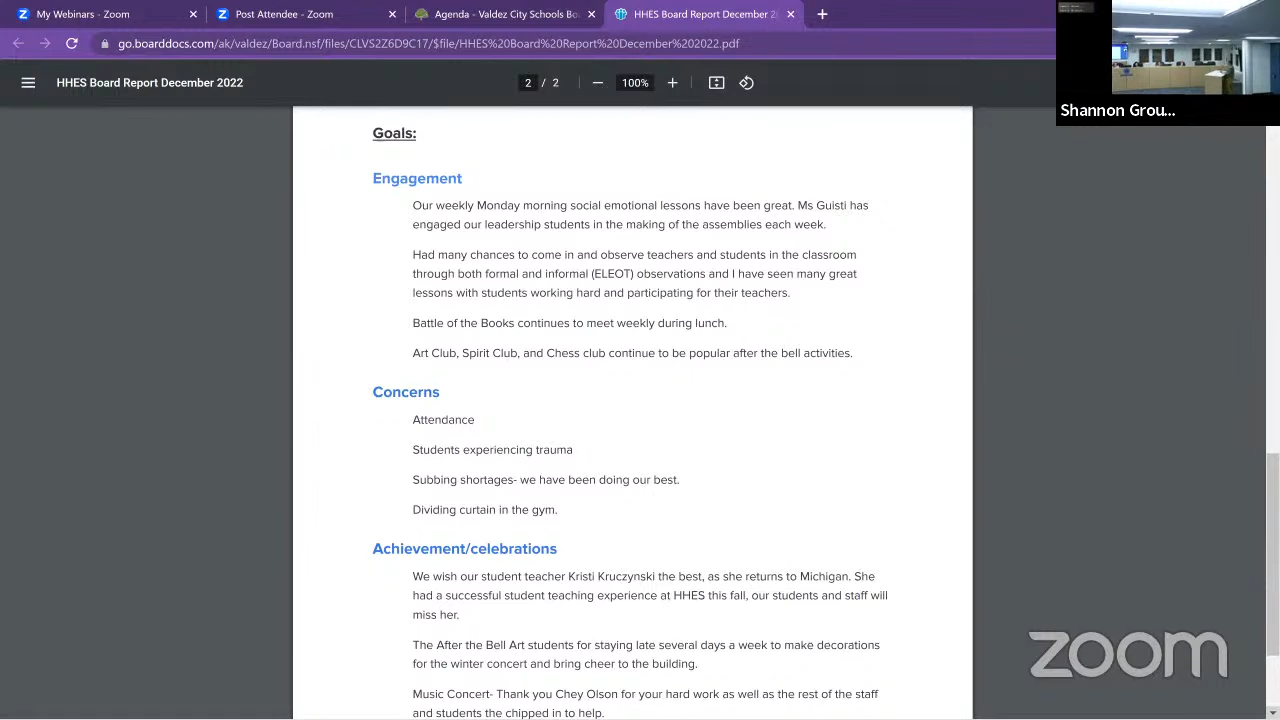 My Webinars - Zoom
Post Attendee - Zoom
Agenda - Valdez City Schools Bo
HHES Board Report December 20
go.boarddocs.com/ak/valdez/Board.nsf/files/CLVS2Z6D9C17/$file/HHES%20Board%20Report%20December%202022.pdf
HHES Board Report December 2022
2 / 2
100%
Shannon Grou...
Goals:
Engagement
Our weekly Monday morning social emotional lessons have been great. Ms Guisti has
engaged our leadership students in the making of the assemblies each week.
Had many chances to come in and observe teachers and students in the classroom
through both formal and informal (ELEOT) observations and I have seen many great
lessons with students working hard and participating for their teachers.
Battle of the Books continues to meet weekly during lunch.
Art Club, Spirit Club, and Chess club continue to be popular after the bell activities.
Concerns
Attendance
Students experiencing trauma
Subbing shortages- we have been doing our best.
Dividing curtain in the gym.
Achievement/celebrations
We wish our student teacher Kristi Kruczynski the best, as she returns to Michigan. She
had a successful student teaching experience at HHES this fall, our students and staff will
miss her.
The After the Bell Art students for staying late several days a week to make decorations
for the winter concert and bring cheer to the building.
Music Concert- Thank you Chey Olson for your hard work as well as the rest of the staff
and students the chipped in to help.
zoom